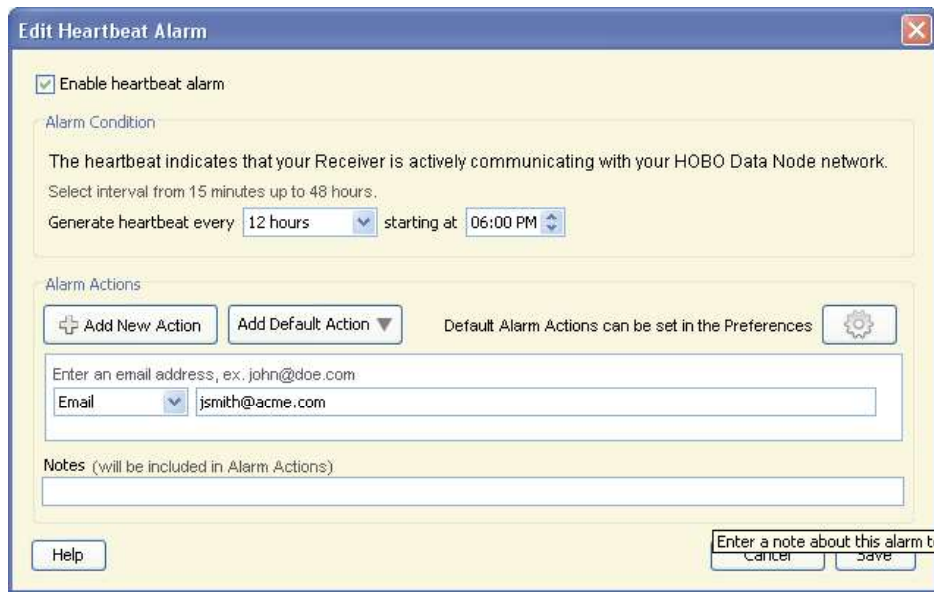 Edit Heartbeat Alarm
Enable heartbeat alarm
Alarm Condition
The heartbeat indicates that your Receiver is actively communicating with your HOBO Data Node network.
Select interval from 15 minutes up to 48 hours.
Generate heartbeat every 12 hours starting at 06:00 PM
Alarm Actions
Add New Action Add Default Action Default Alarm Actions can be set in the Preferences
Enter an email address, ex. john@doe.com
Email jsmith@acme.com
Notes (will be included in Alarm Actions)
Enter a note about this alarm t
Help Cancel Save